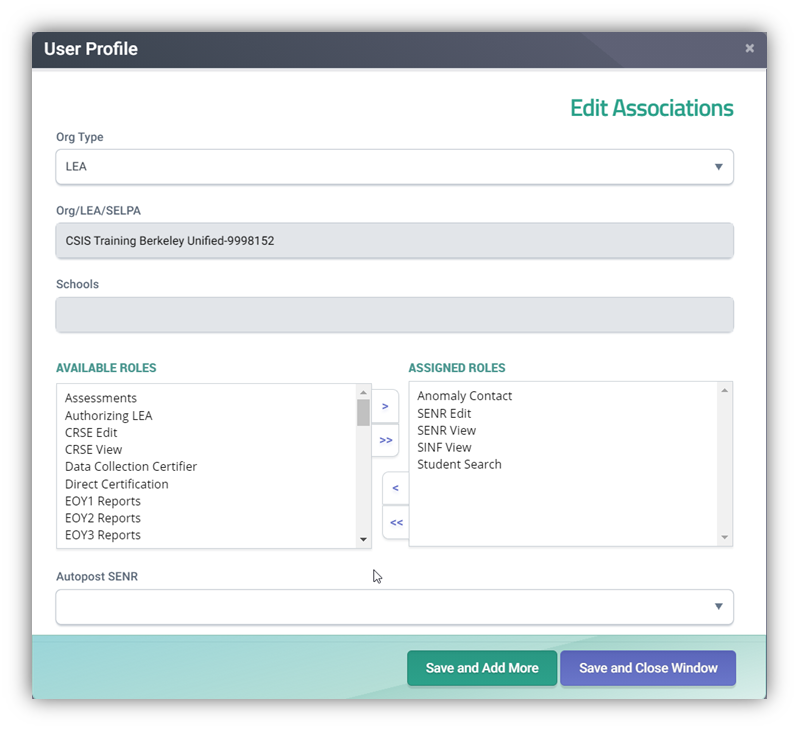 User Profile
×
Edit Associations
Org Type
LEA
Org/LEA/SELPA
CSIS Training Berkeley Unified-9998152
Schools
AVAILABLE ROLES
Assessments
Authorizing LEA
CRSE Edit
CRSE View
Data Collection Certifier
Direct Certification
EOY1 Reports
EOY2 Reports
EOY3 Reports
>
>>
<
<<
ASSIGNED ROLES
Anomaly Contact
SENR Edit
SENR View
SINF View
Student Search
Autopost SENR
Save and Add More
Save and Close Window